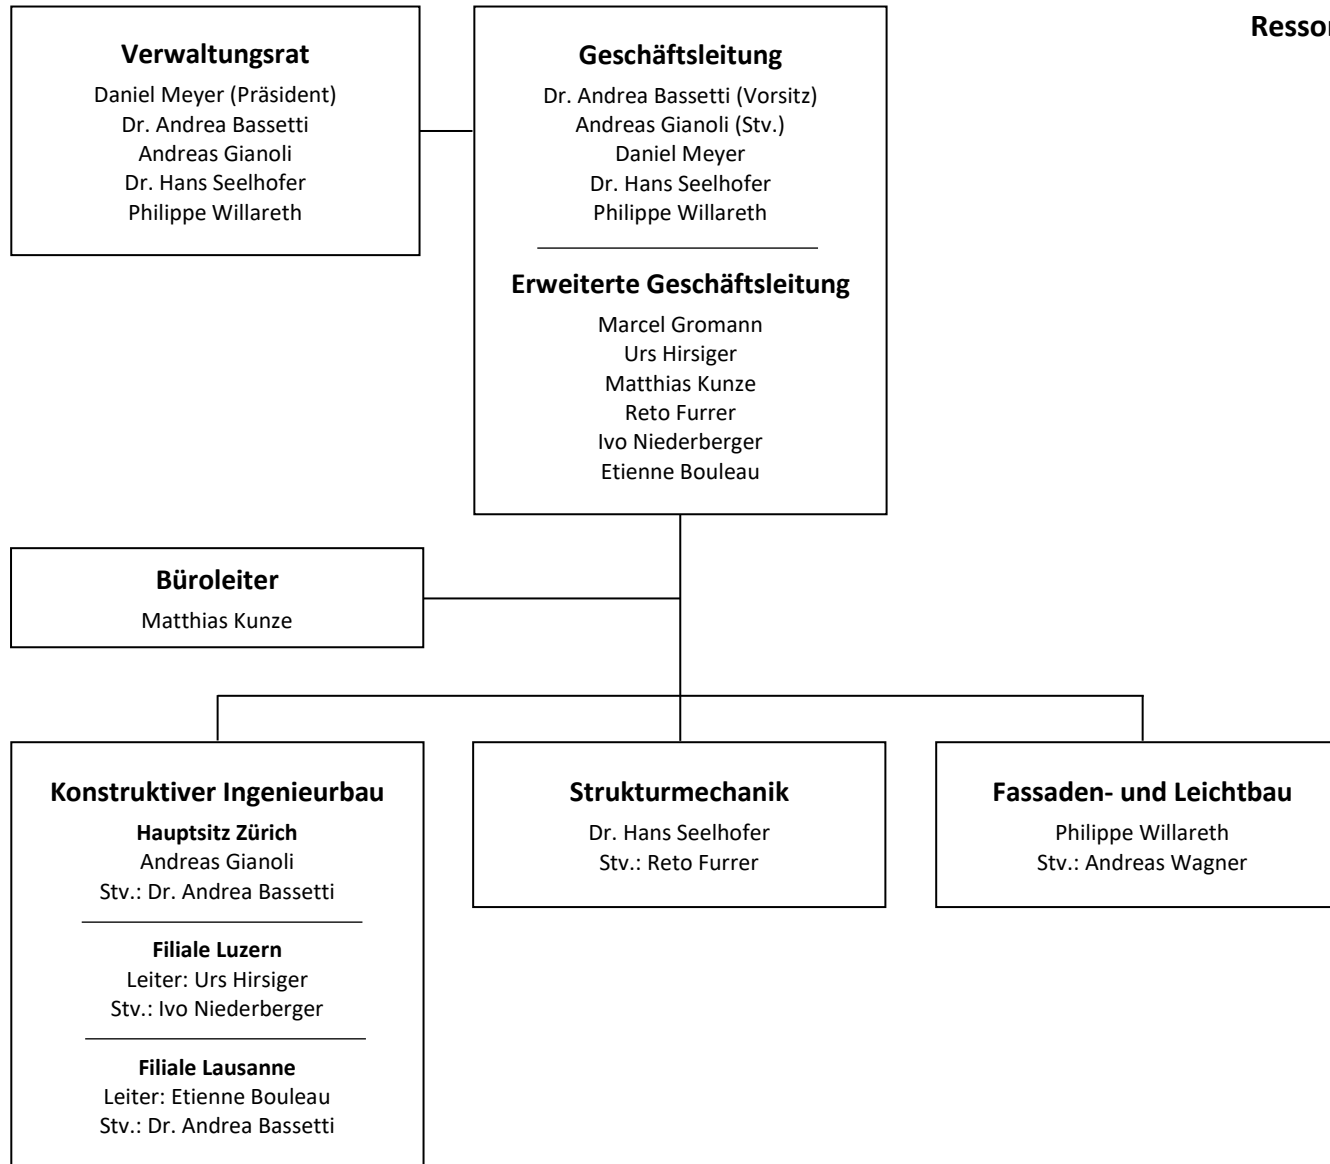 Verwaltungsrat
Daniel Meyer (Präsident)
Dr. Andrea Bassetti
Andreas Gianoli
Dr. Hans Seelhofer
Philippe Willareth
Geschäftsleitung
Dr. Andrea Bassetti (Vorsitz)
Andreas Gianoli (Stv.)
Daniel Meyer
Dr. Hans Seelhofer
Philippe Willareth
Erweiterte Geschäftsleitung
Marcel Gromann
Urs Hirsiger
Matthias Kunze
Reto Furrer
Ivo Niederberger
Etienne Bouleau
Büroleiter
Matthias Kunze
Konstruktiver Ingenieurbau
Hauptsitz Zürich
Andreas Gianoli
Stv.: Dr. Andrea Bassetti
Filiale Luzern
Leiter: Urs Hirsiger
Stv.: Ivo Niederberger
Filiale Lausanne
Leiter: Etienne Bouleau
Stv.: Dr. Andrea Bassetti
Strukturmechanik
Dr. Hans Seelhofer
Stv.: Reto Furrer
Fassaden- und Leichtbau
Philippe Willareth
Stv.: Andreas Wagner